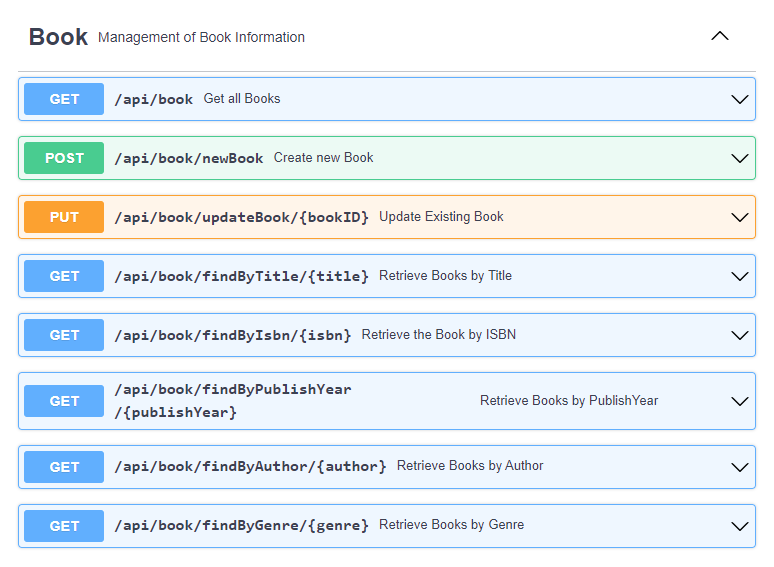 Book Management of Book Information
GET /api/book Get all Books
POST /api/book/newBook Create new Book
PUT /api/book/updateBook/{bookID} Update Existing Book
GET /api/book/findByTitle/{title} Retrieve Books by Title
GET /api/book/findByIsbn/{isbn} Retrieve the Book by ISBN
GET /api/book/findByPublishYear
/{publishYear} Retrieve Books by PublishYear
GET /api/book/findByAuthor/{author} Retrieve Books by Author
GET /api/book/findByGenre/{genre} Retrieve Books by Genre